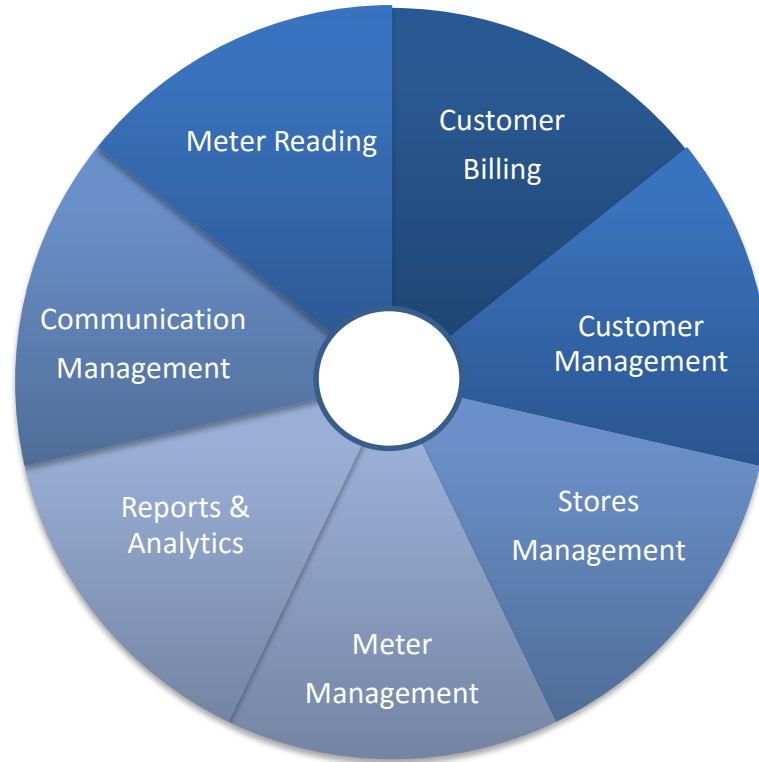 Meter Reading
Customer
Billing
Customer
Management
Stores
Management
Meter
Management
Reports &
Analytics
Communication
Management